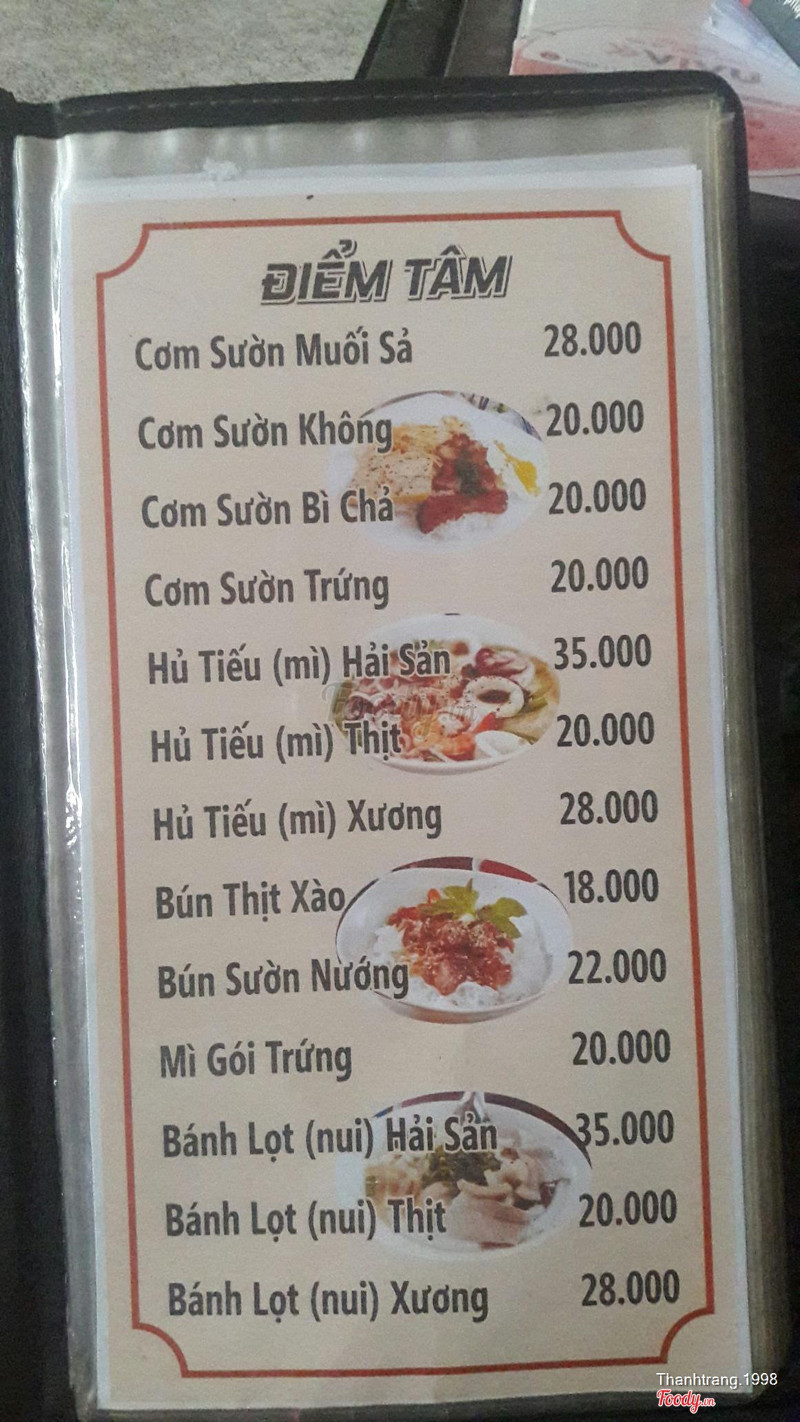 VIVU
ĐIỂM TÂM
Cơm Sườn Muối Sả 28.000
Cơm Sườn Không 20.000
Cơm Sườn Bì Chả 20.000
Cơm Sườn Trứng 20.000
Hủ Tiếu (mì) Hải Sản 35.000
Hủ Tiếu (mì) Thịt 20.000
Hủ Tiếu (mì) Xương 28.000
Bún Thịt Xào 18.000
Bún Sườn Nướng 22.000
Mì Gói Trứng 20.000
Bánh Lọt (nui) Hải Sản 35.000
Bánh Lọt (nui) Thịt 20.000
Bánh Lọt (nui) Xương 28.000
Thanhtrang.1998
Foody.vn